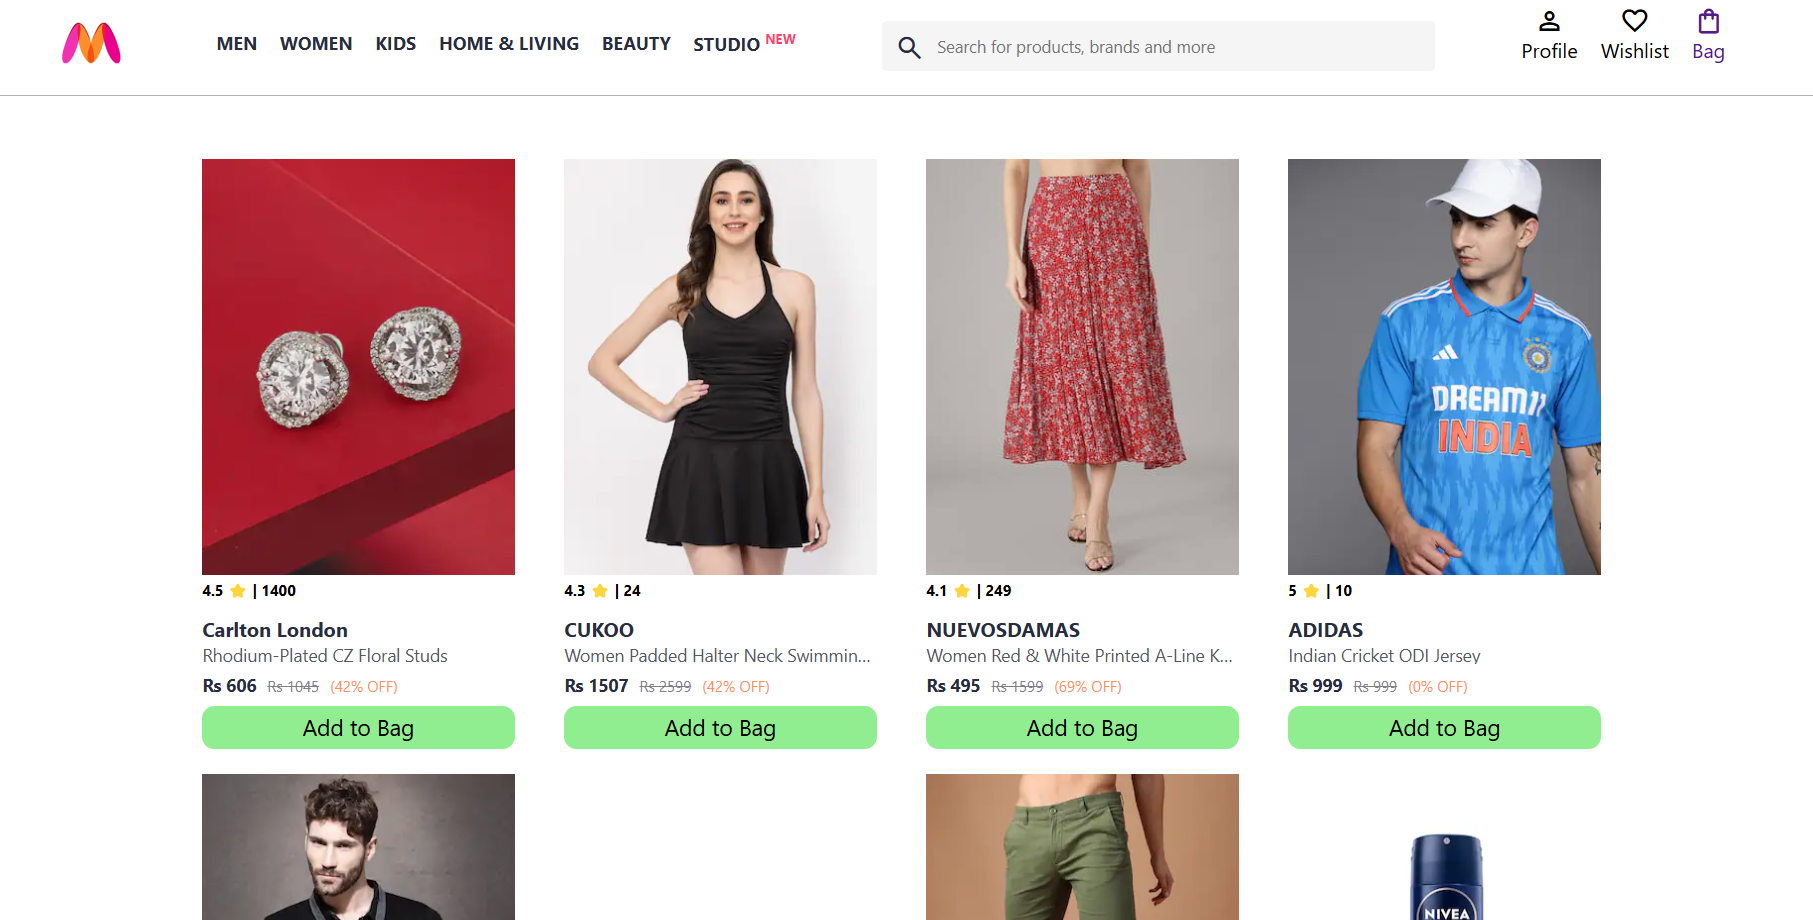 MEN WOMEN KIDS HOME & LIVING BEAUTY STUDIO NEW
Search for products, brands and more
Profile Wishlist Bag
DREAM11
INDIA
4.5 | 1400
Carlton London
Rhodium-Plated CZ Floral Studs
Rs 606 Rs 1045 (42% OFF)
Add to Bag
4.3 | 24
CUKOO
Women Padded Halter Neck Swimmin...
Rs 1507 Rs 2599 (42% OFF)
Add to Bag
4.1 | 249
NUEVOSDAMAS
Women Red & White Printed A-Line K...
Rs 495 Rs 1599 (69% OFF)
Add to Bag
5 | 10
ADIDAS
Indian Cricket ODI Jersey
Rs 999 Rs 999 (0% OFF)
Add to Bag
NIVEA